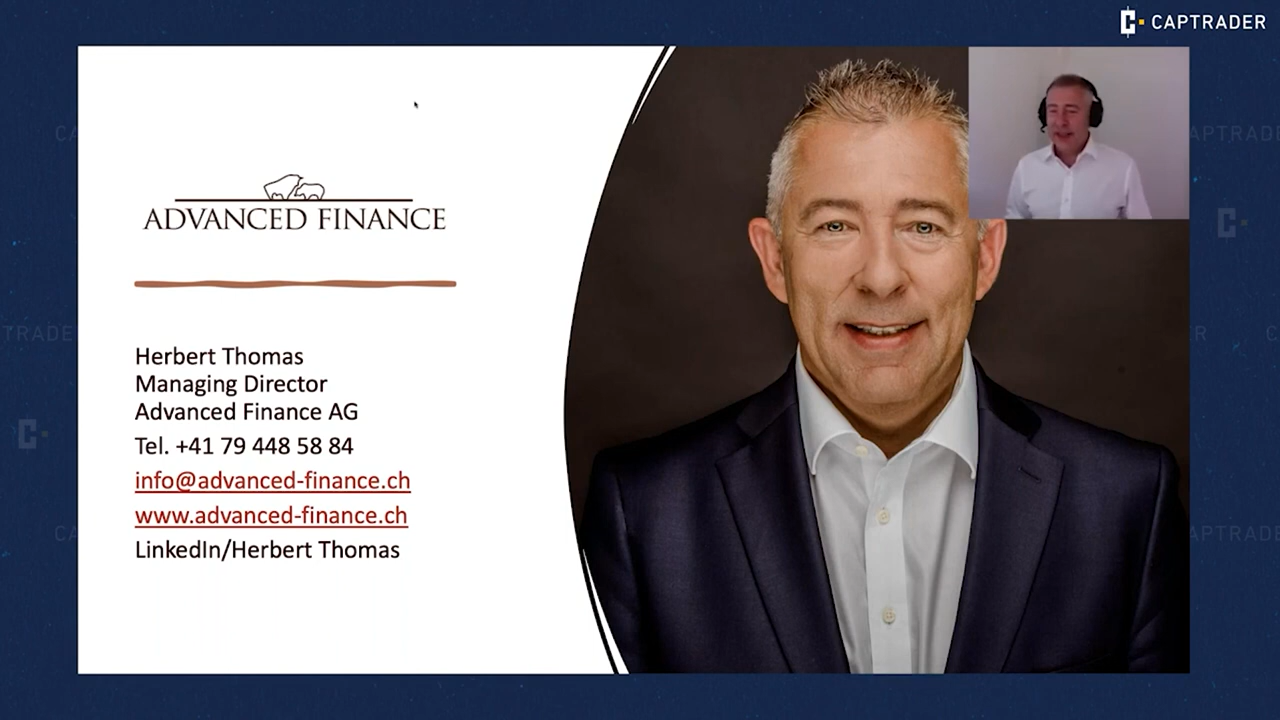 CAPTRADER
ADVANCED FINANCE
Herbert Thomas
Managing Director
Advanced Finance AG
Tel. +41 79 448 58 84
info@advanced-finance.ch
www.advanced-finance.ch
LinkedIn/Herbert Thomas